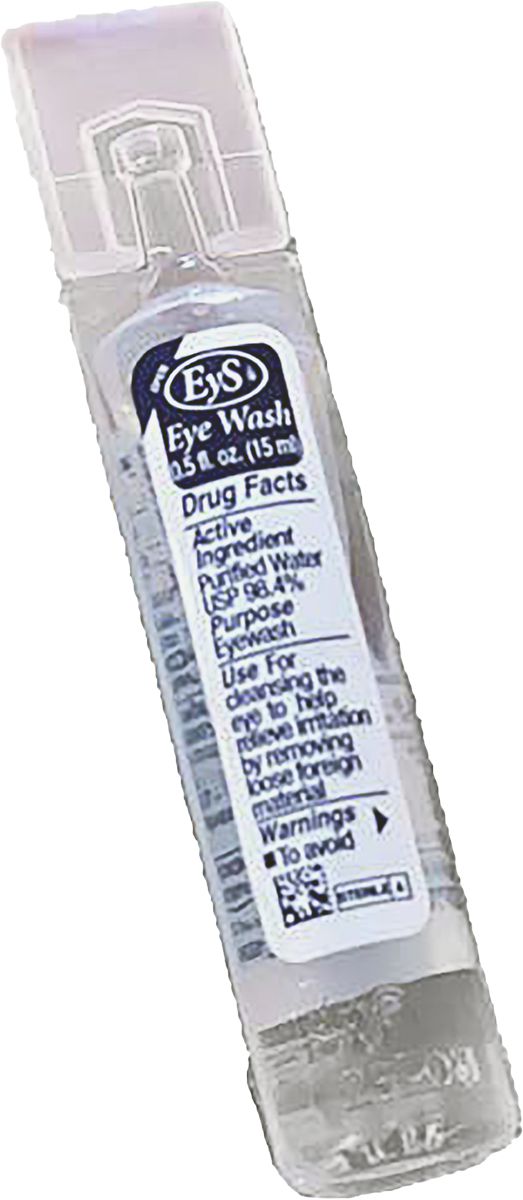 EyS
Eye Wash
0.5 fl. oz. (15 ml)
Drug Facts
Active
Ingredient
Purified Water
USP 98.4%
Purpose
Eyewash
Use For
cleansing the
eye to help
relieve irritation
by removing
loose foreign
material
Warnings
■ To avoid
STERILE A